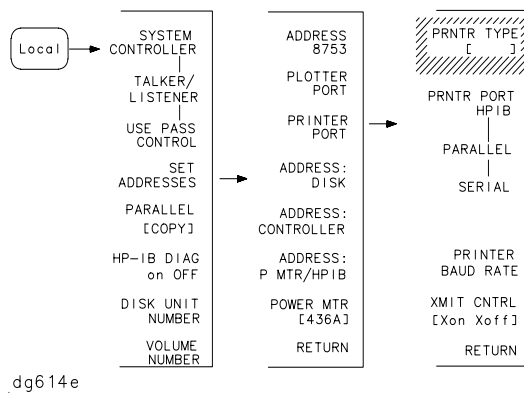 Local
SYSTEM
CONTROLLER
TALKER/
LISTENER
USE PASS
CONTROL
SET
ADDRESSES
PARALLEL
[COPY]
HP-IB DIAG
on OFF
DISK UNIT
NUMBER
VOLUME
NUMBER
ADDRESS
8753
PLOTTER
PORT
PRINTER
PORT
ADDRESS:
DISK
ADDRESS:
CONTROLLER
ADDRESS:
P MTR/HPIB
POWER MTR
[436A]
RETURN
PRNTR TYPE
[ ]
PRNTR PORT
HPIB
PARALLEL
SERIAL
PRINTER
BAUD RATE
XMIT CNTRL
[Xon Xoff]
RETURN
dg614e